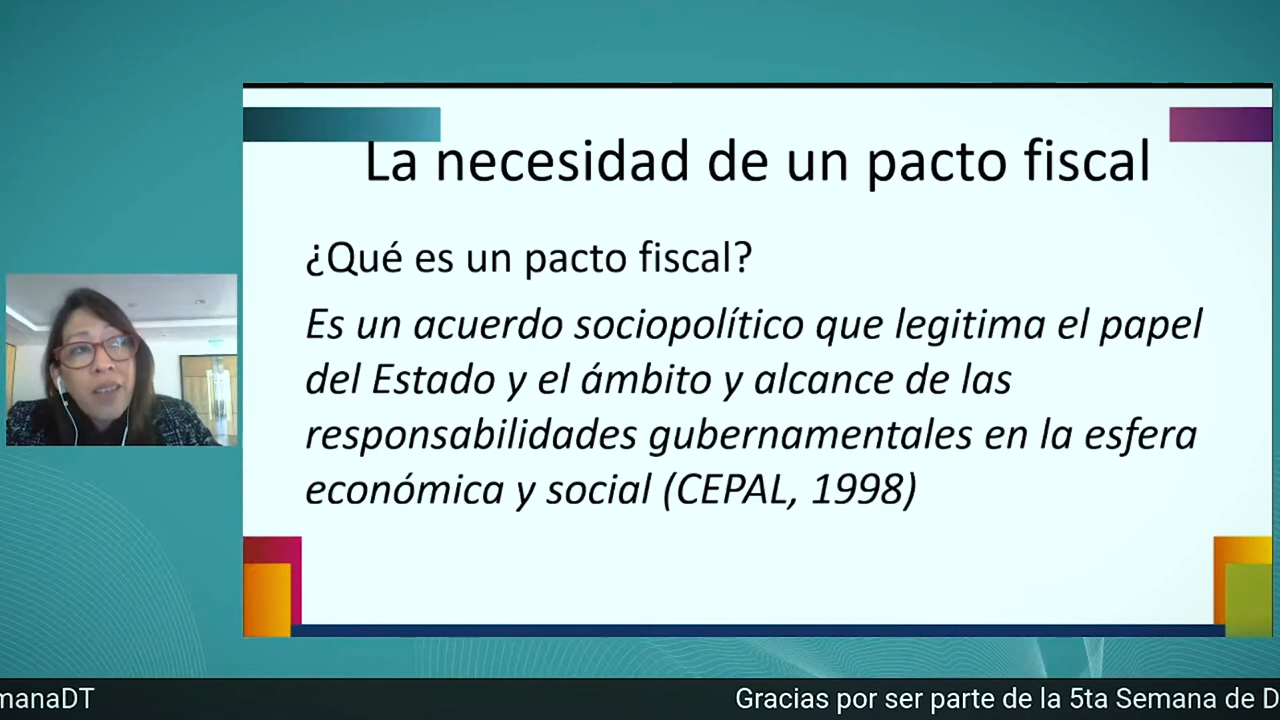 La necesidad de un pacto fiscal
¿Qué es un pacto fiscal?
Es un acuerdo sociopolítico que legitima el papel
del Estado y el ámbito y alcance de las
responsabilidades gubernamentales en la esfera
económica y social (CEPAL, 1998)
manaDT
Gracias por ser parte de la 5ta Semana de D